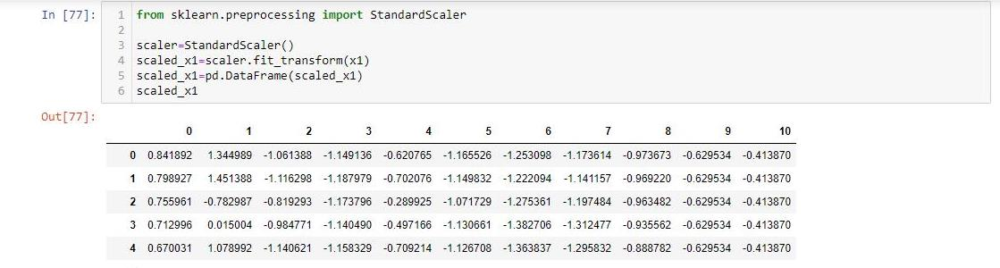 In [77]:
1 from sklearn.preprocessing import StandardScaler
2
3 scaler=StandardScaler()
4 scaled_x1=scaler.fit_transform(x1)
5 scaled_x1=pd.DataFrame(scaled_x1)
6 scaled_x1
Out[77]:
0 1 2 3 4 5 6 7 8 9 10
0 0.841892 1.344989 -1.061388 -1.149136 -0.620765 -1.165526 -1.253098 -1.173614 -0.973673 -0.629534 -0.413870
1 0.798927 1.451388 -1.116298 -1.187979 -0.702076 -1.149832 -1.222094 -1.141157 -0.969220 -0.629534 -0.413870
2 0.755961 -0.782987 -0.819293 -1.173796 -0.289925 -1.071729 -1.275361 -1.197484 -0.963482 -0.629534 -0.413870
3 0.712996 0.015004 -0.984771 -1.140490 -0.497166 -1.130661 -1.382706 -1.312477 -0.935562 -0.629534 -0.413870
4 0.670031 1.078992 -1.140621 -1.158329 -0.709214 -1.126708 -1.363837 -1.295832 -0.888782 -0.629534 -0.413870